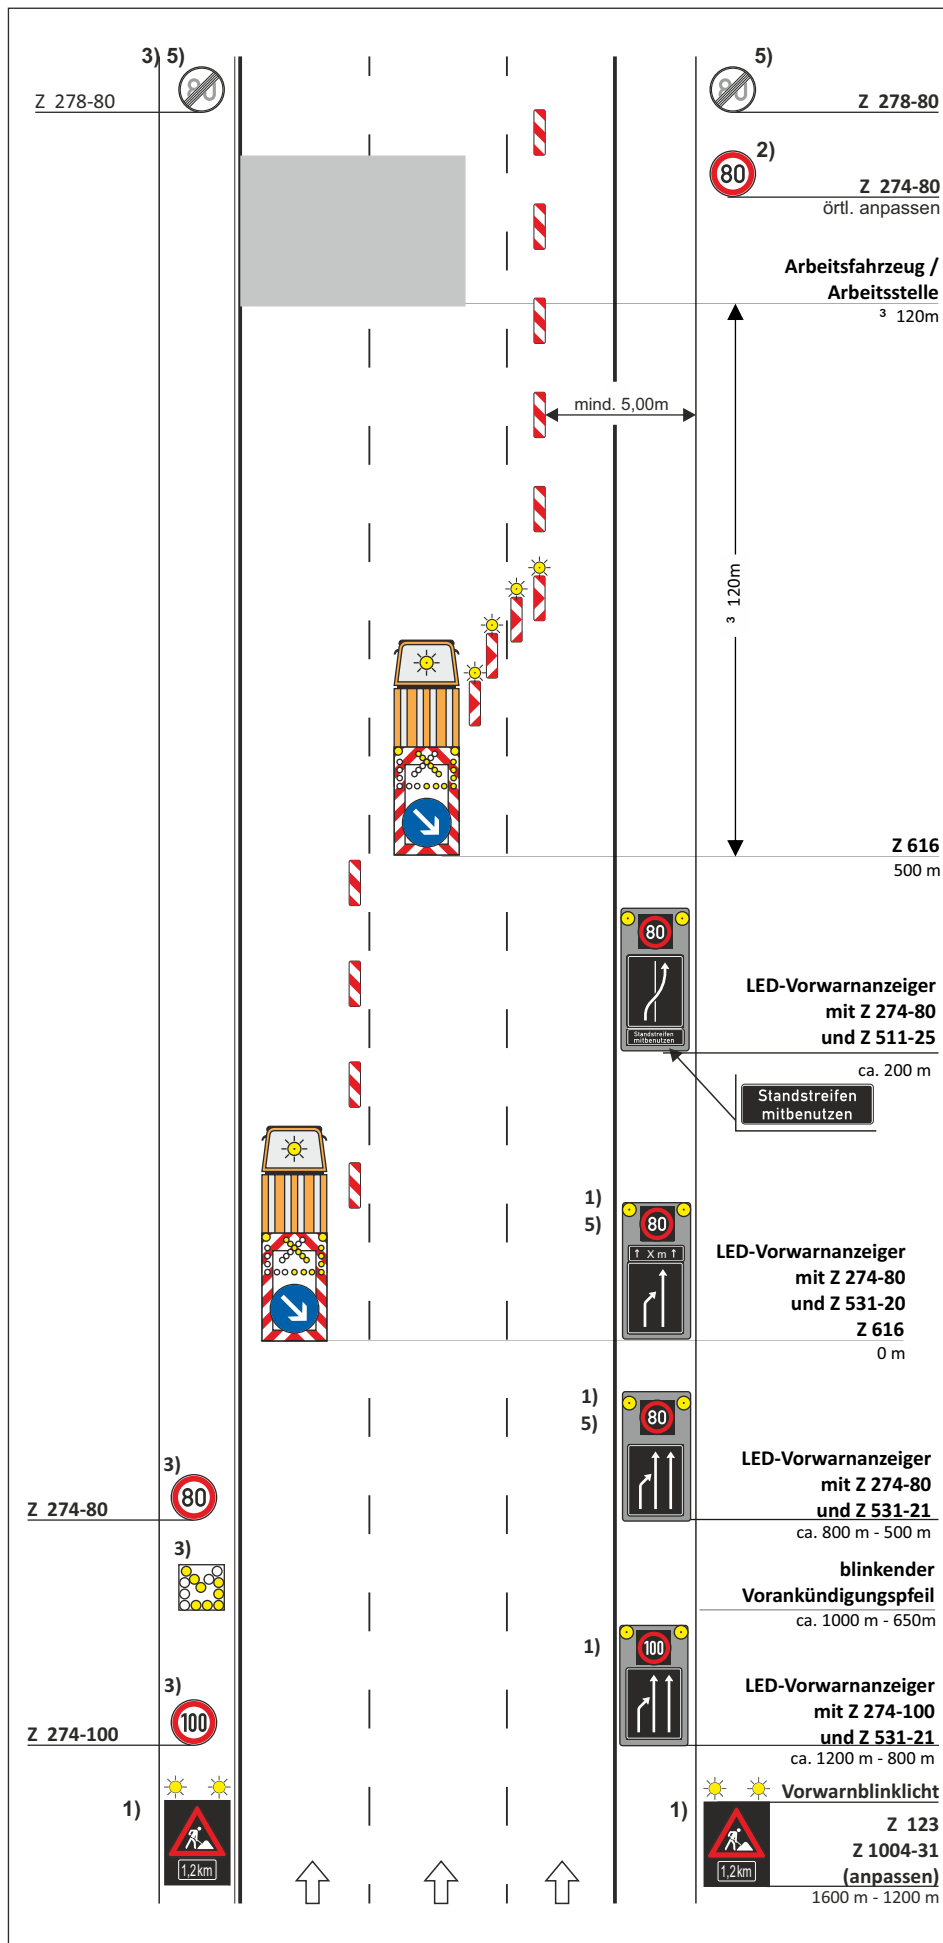 3) 5)
80
Z 278-80
5)
80
Z 278-80
2)
80
Z 274-80
örtl. anpassen
Arbeitsfahrzeug /
Arbeitsstelle
³ 120m
mind. 5,00m
³ 120m
Z 616
500 m
80
Standstreifen
mitbenutzen
LED-Vorwarnanzeiger
mit Z 274-80
und Z 511-25
ca. 200 m
Standstreifen
mitbenutzen
1)
5)
80
↑ X m ↑
LED-Vorwarnanzeiger
mit Z 274-80
und Z 531-20
Z 616
0 m
1)
5)
80
LED-Vorwarnanzeiger
mit Z 274-80
und Z 531-21
ca. 800 m - 500 m
3)
80
Z 274-80
3)
blinkender
Vorankündigungspfeil
ca. 1000 m - 650m
1)
100
LED-Vorwarnanzeiger
mit Z 274-100
und Z 531-21
ca. 1200 m - 800 m
3)
100
Z 274-100
1)
1,2km
1)
1,2km
Vorwarnblinklicht
Z 123
Z 1004-31
(anpassen)
1600 m - 1200 m